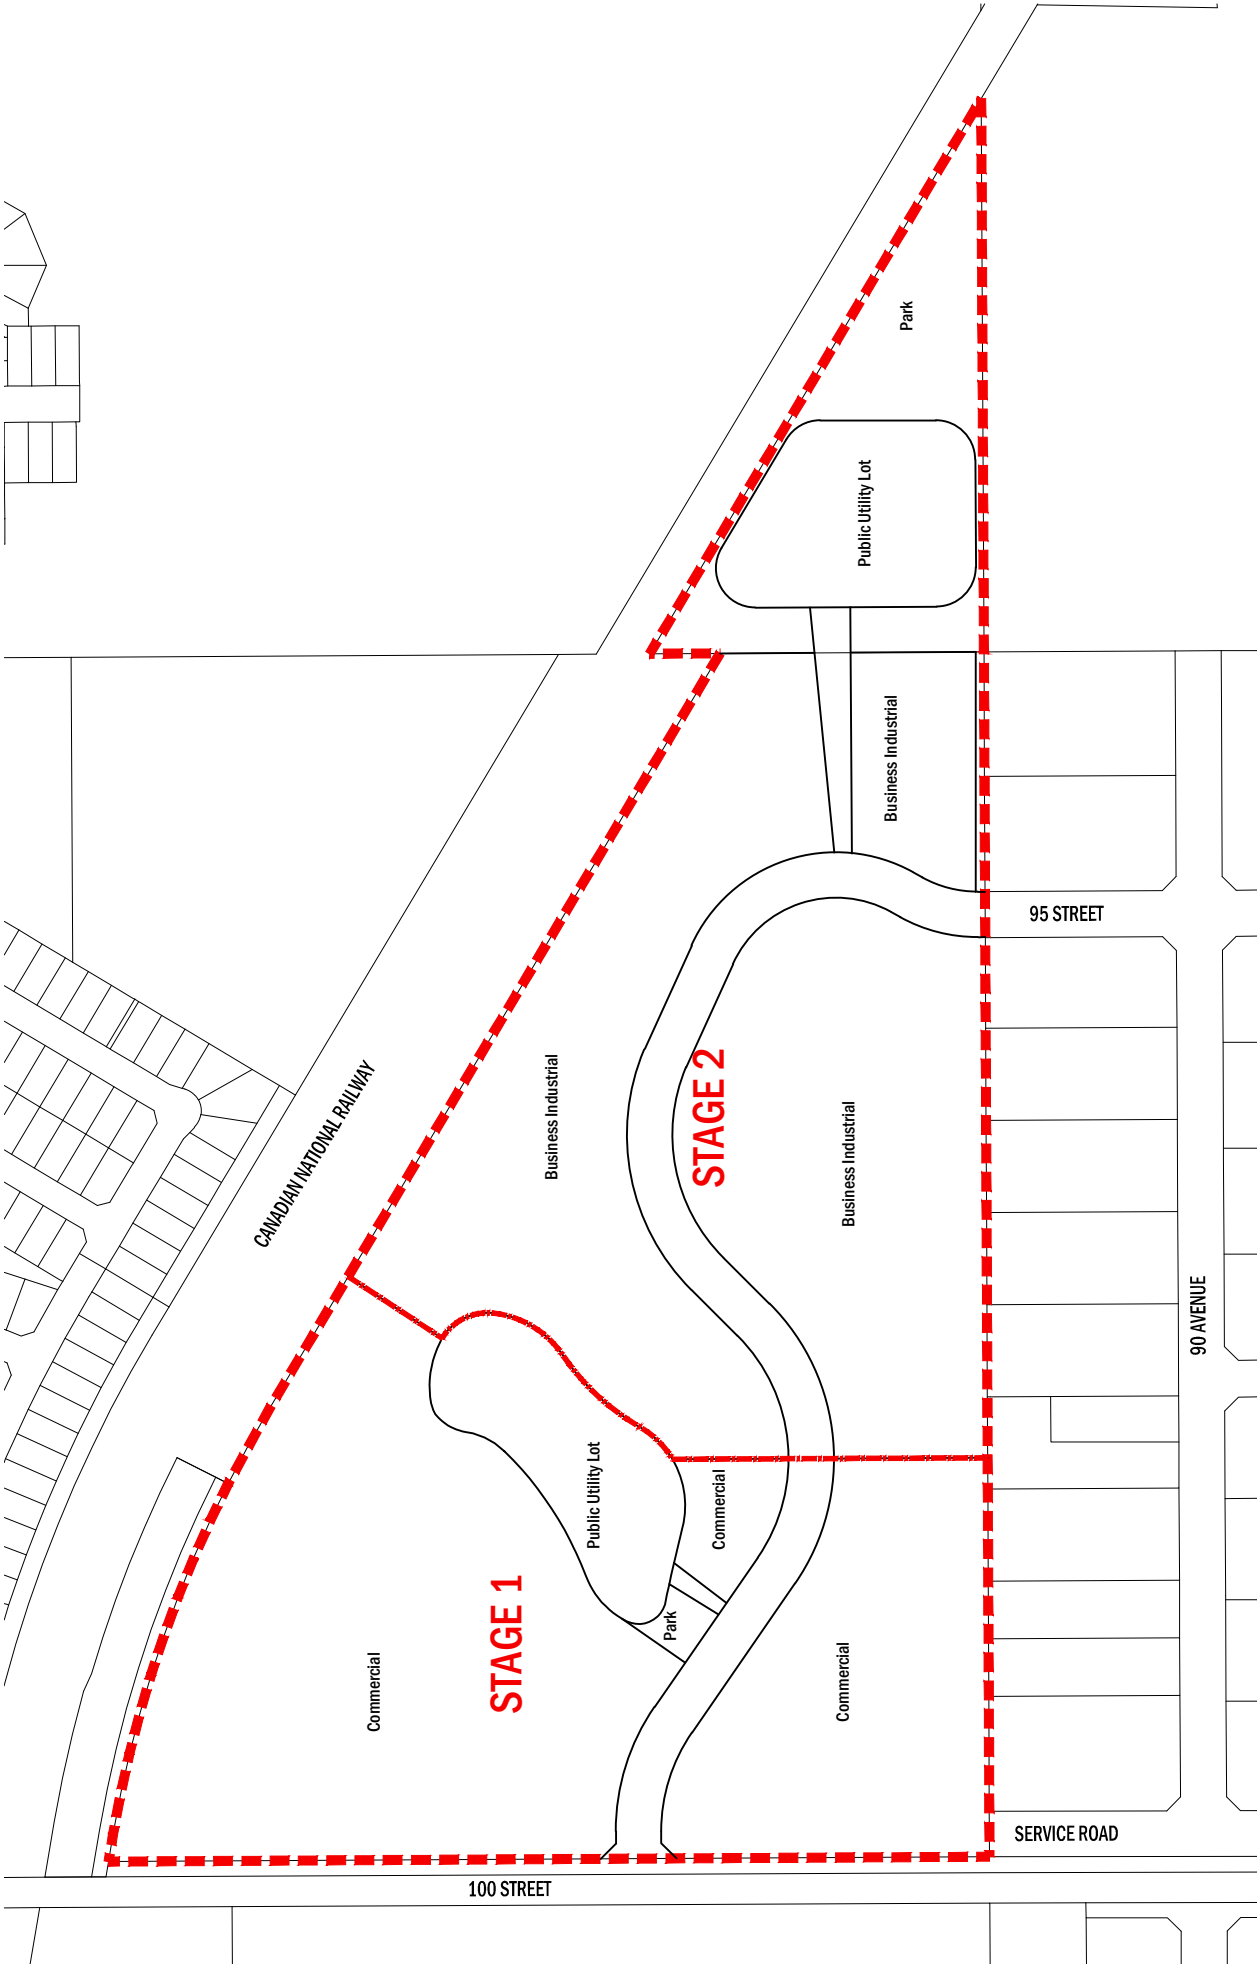 Park
Public Utility Lot
Business Industrial
95 STREET
CANADIAN NATIONAL RAILWAY
Business Industrial
STAGE 2
Business Industrial
90 AVENUE
Public Utility Lot
Commercial
STAGE 1
Park
Commercial
Commercial
SERVICE ROAD
100 STREET